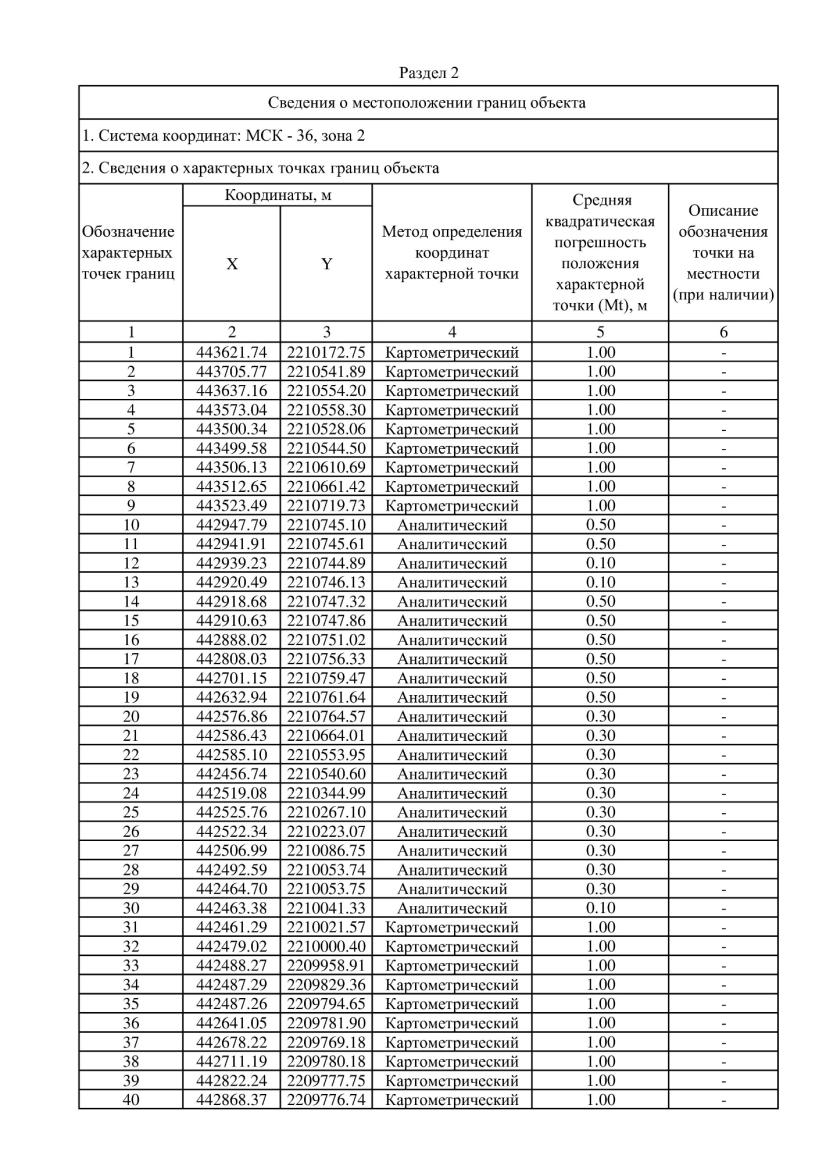 Раздел 2
Сведения о местоположении границ объекта
1. Система координат: МСК - 36, зона 2
2. Сведения о характерных точках границ объекта
Обозначение характерных точек границ
Координаты, м
X
Y
Метод определения координат характерной точки
Средняя квадратическая погрешность положения характерной точки (Mt), м
Описание обозначения точки на местности (при наличии)
1 2 3 4 5 6
1 443621.74 2210172.75 Картометрический 1.00 -
2 443705.77 2210541.89 Картометрический 1.00 -
3 443637.16 2210554.20 Картометрический 1.00 -
4 443573.04 2210558.30 Картометрический 1.00 -
5 443500.34 2210528.06 Картометрический 1.00 -
6 443499.58 2210544.50 Картометрический 1.00 -
7 443506.13 2210610.69 Картометрический 1.00 -
8 443512.65 2210661.42 Картометрический 1.00 -
9 443523.49 2210719.73 Картометрический 1.00 -
10 442947.79 2210745.10 Аналитический 0.50 -
11 442941.91 2210745.61 Аналитический 0.50 -
12 442939.23 2210744.89 Аналитический 0.10 -
13 442920.49 2210746.13 Аналитический 0.10 -
14 442918.68 2210747.32 Аналитический 0.50 -
15 442910.63 2210747.86 Аналитический 0.50 -
16 442888.02 2210751.02 Аналитический 0.50 -
17 442808.03 2210756.33 Аналитический 0.50 -
18 442701.15 2210759.47 Аналитический 0.50 -
19 442632.94 2210761.64 Аналитический 0.50 -
20 442576.86 2210764.57 Аналитический 0.30 -
21 442586.43 2210664.01 Аналитический 0.30 -
22 442585.10 2210553.95 Аналитический 0.30 -
23 442456.74 2210540.60 Аналитический 0.30 -
24 442519.08 2210344.99 Аналитический 0.30 -
25 442525.76 2210267.10 Аналитический 0.30 -
26 442522.34 2210223.07 Аналитический 0.30 -
27 442506.99 2210086.75 Аналитический 0.30 -
28 442492.59 2210053.74 Аналитический 0.30 -
29 442464.70 2210053.75 Аналитический 0.30 -
30 442463.38 2210041.33 Аналитический 0.10 -
31 442461.29 2210021.57 Картометрический 1.00 -
32 442479.02 2210000.40 Картометрический 1.00 -
33 442488.27 2209958.91 Картометрический 1.00 -
34 442487.29 2209829.36 Картометрический 1.00 -
35 442487.26 2209794.65 Картометрический 1.00 -
36 442641.05 2209781.90 Картометрический 1.00 -
37 442678.22 2209769.18 Картометрический 1.00 -
38 442711.19 2209780.18 Картометрический 1.00 -
39 442822.24 2209777.75 Картометрический 1.00 -
40 442868.37 2209776.74 Картометрический 1.00 -